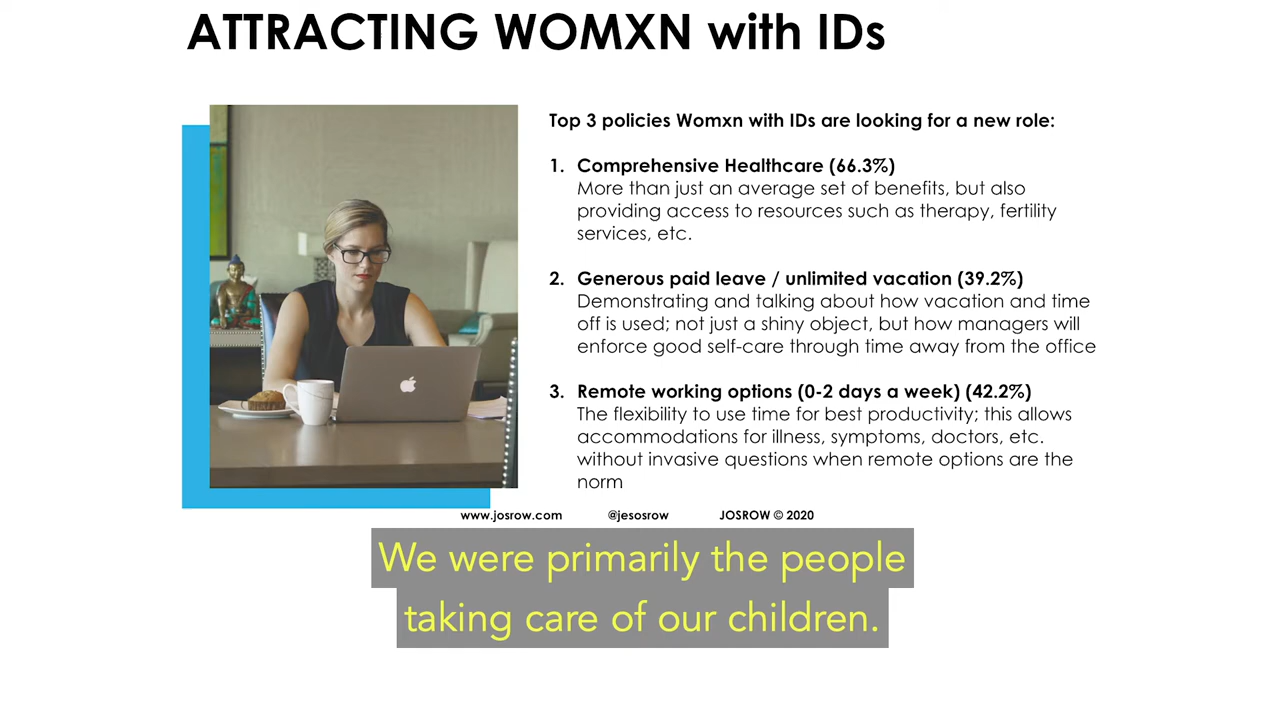 ATTRACTING WOMXN with IDs
Top 3 policies Womxn with IDs are looking for a new role:
1. Comprehensive Healthcare (66.3%)
More than just an average set of benefits, but also
providing access to resources such as therapy, fertility
services, etc.
2. Generous paid leave / unlimited vacation (39.2%)
Demonstrating and talking about how vacation and time
off is used; not just a shiny object, but how managers will
enforce good self-care through time away from the office
3. Remote working options (0-2 days a week) (42.2%)
The flexibility to use time for best productivity; this allows
accommodations for illness, symptoms, doctors, etc.
without invasive questions when remote options are the
norm
www.josrow.com @jesosrow JOSROW © 2020
We were primarily the people
taking care of our children.